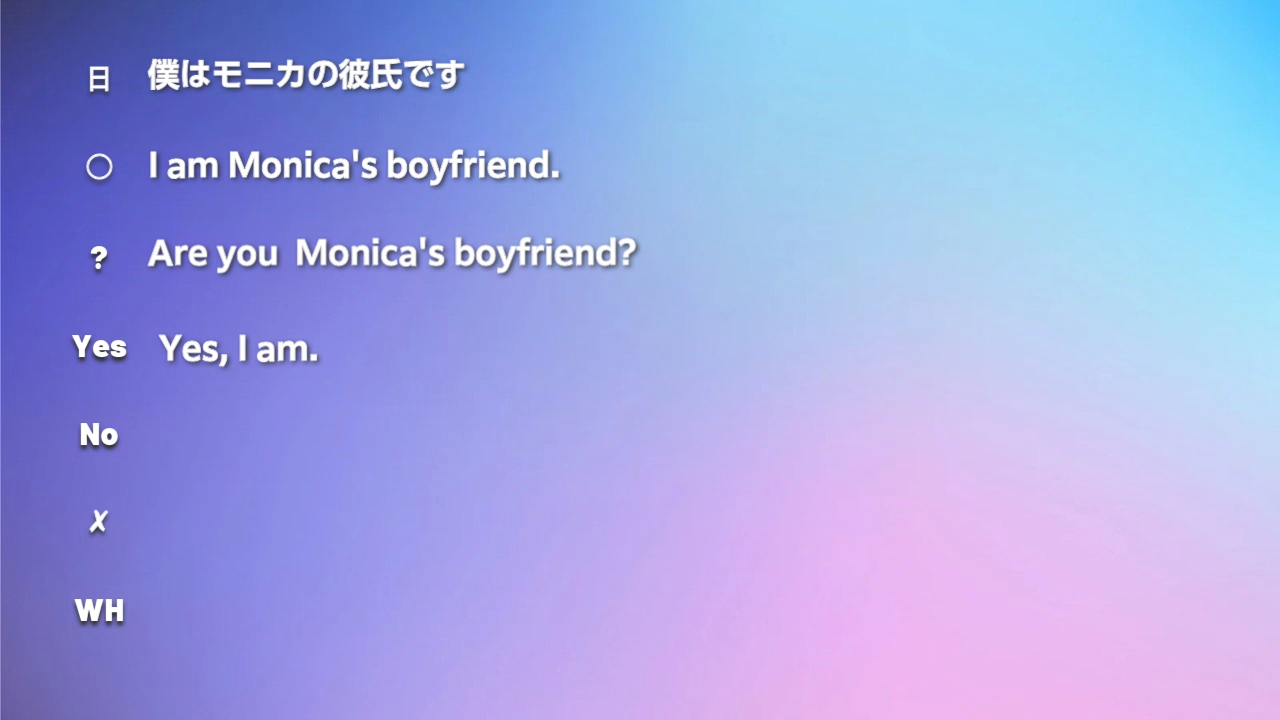 日 僕はモニカの彼氏です
○ I am Monica's boyfriend.
? Are you  Monica's boyfriend?
Yes Yes, I am.
No
✗
WH